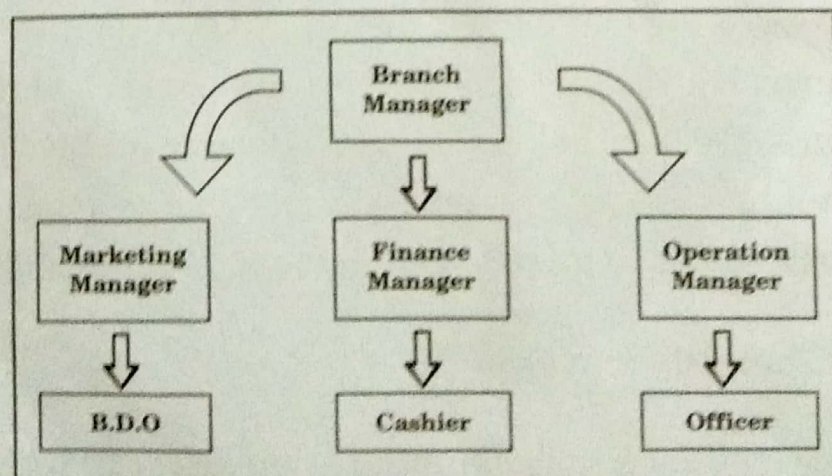 Branch
Manager
Marketing
Manager
Finance
Manager
Operation
Manager
B.D.O
Cashier
Officer